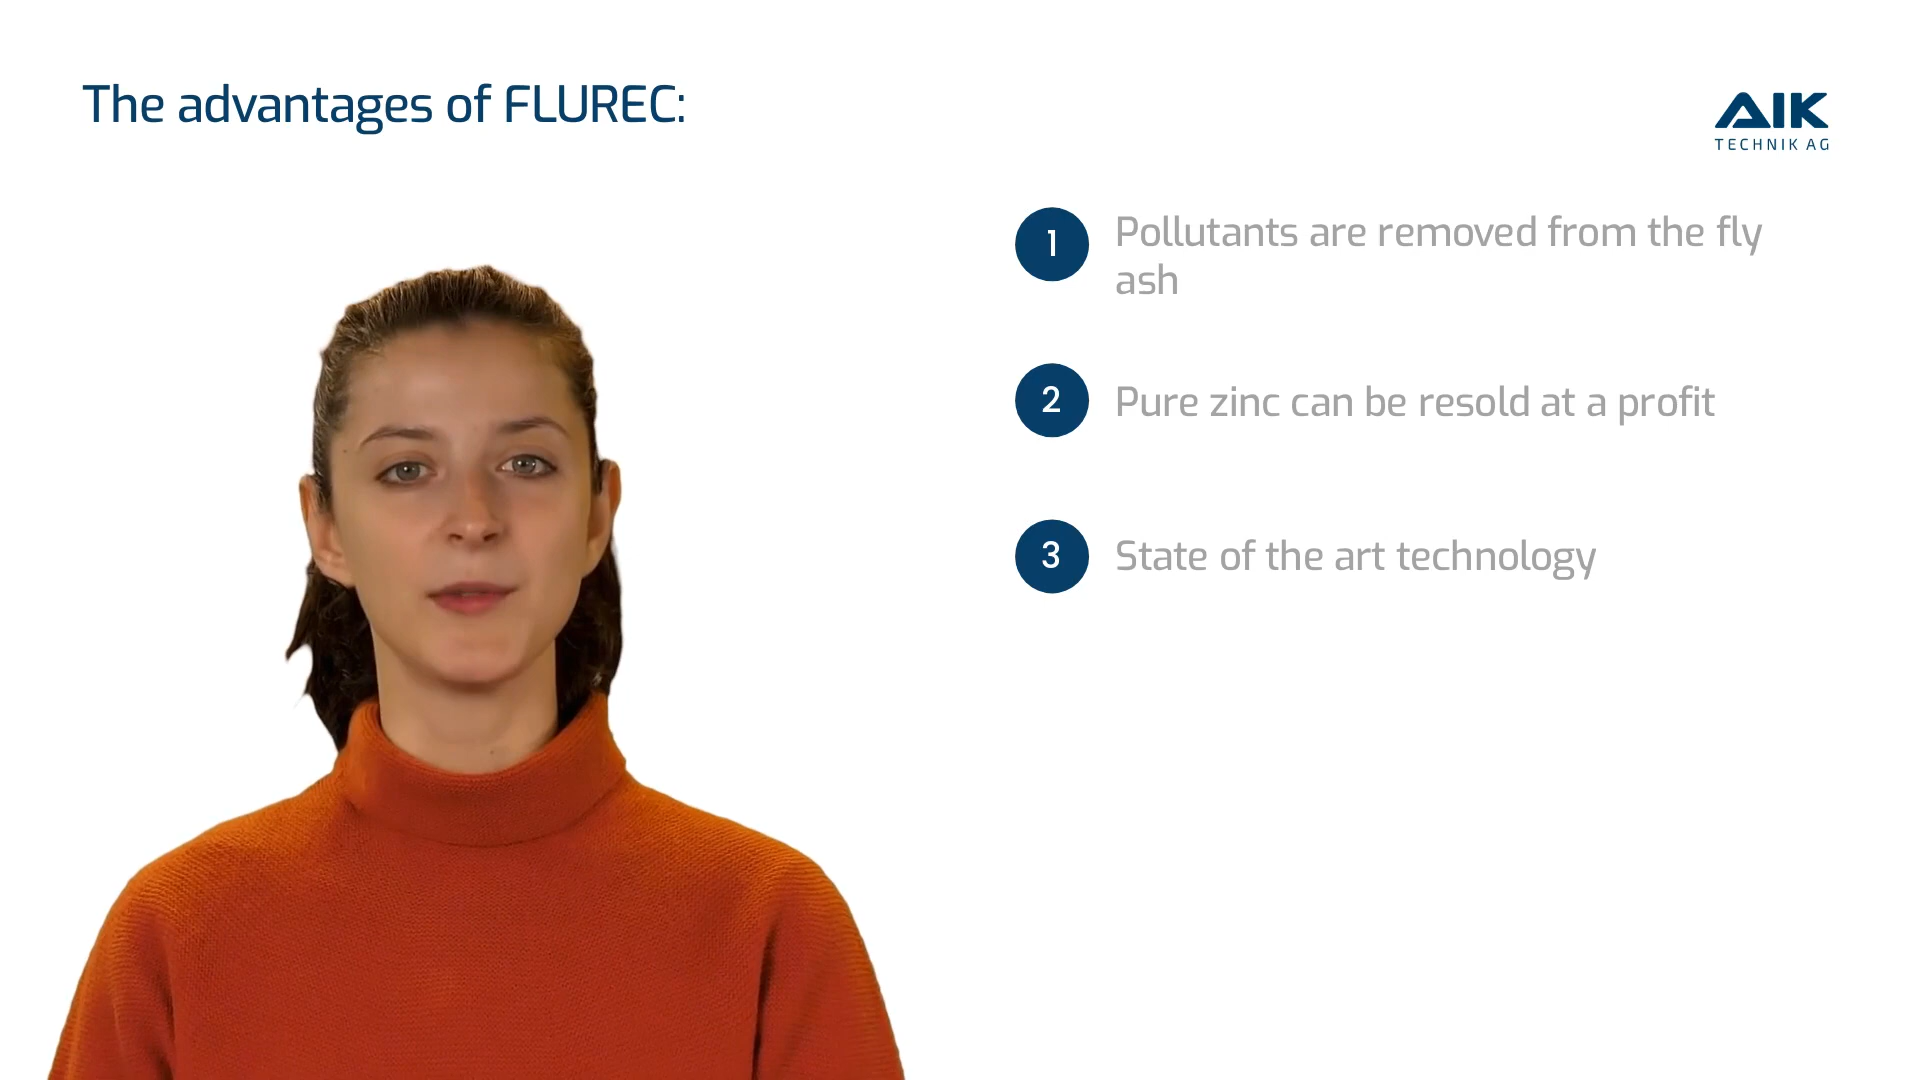 The advantages of FLUREC:
AIK
TECHNIK AG
1 Pollutants are removed from the fly
ash
2 Pure zinc can be resold at a profit
3 State of the art technology